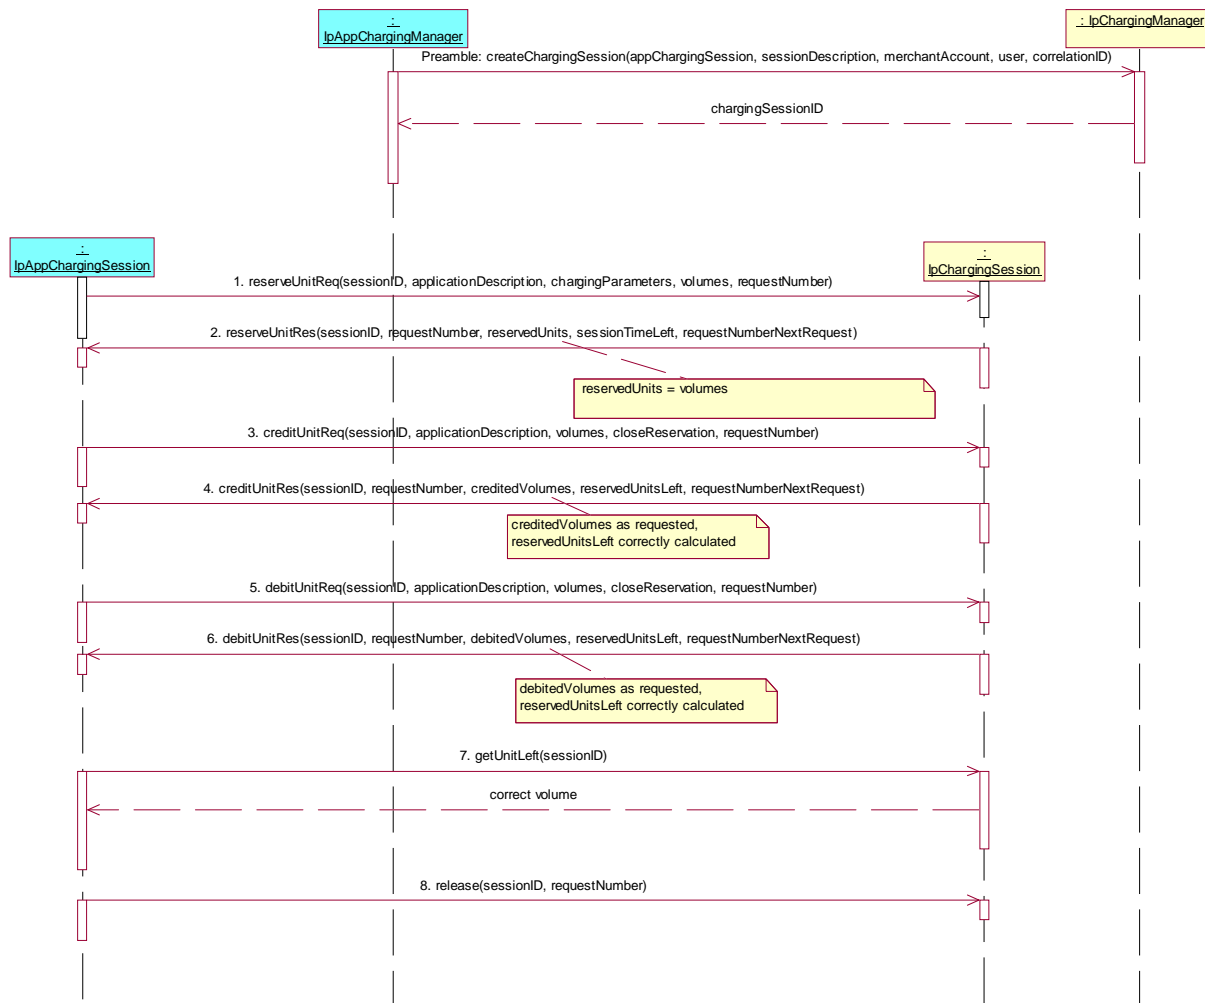 :
IpAppChargingManager
: IpChargingManager
Preamble: createChargingSession(appChargingSession, sessionDescription, merchantAccount, user, correlationID)
chargingSessionID
:
IpAppChargingSession
:
IpChargingSession
1. reserveUnitReq(sessionID, applicationDescription, chargingParameters, volumes, requestNumber)
2. reserveUnitRes(sessionID, requestNumber, reservedUnits, sessionTimeLeft, requestNumberNextRequest)
reservedUnits = volumes
3. creditUnitReq(sessionID, applicationDescription, volumes, closeReservation, requestNumber)
4. creditUnitRes(sessionID, requestNumber, creditedVolumes, reservedUnitsLeft, requestNumberNextRequest)
creditedVolumes as requested,
reservedUnitsLeft correctly calculated
5. debitUnitReq(sessionID, applicationDescription, volumes, closeReservation, requestNumber)
6. debitUnitRes(sessionID, requestNumber, debitedVolumes, reservedUnitsLeft, requestNumberNextRequest)
debitedVolumes as requested,
reservedUnitsLeft correctly calculated
7. getUnitLeft(sessionID)
correct volume
8. release(sessionID, requestNumber)